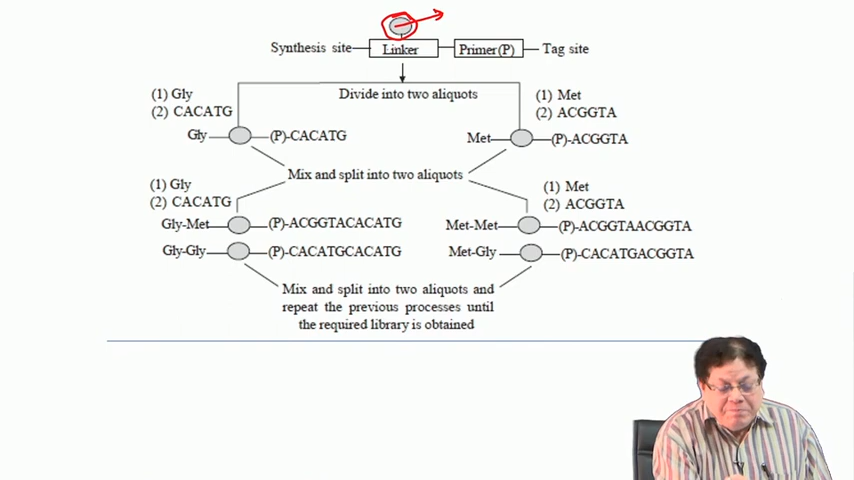 Synthesis site
Linker
Primer(P)
Tag site
(1) Gly
(2) CACATG
Divide into two aliquots
(1) Met
(2) ACGGTA
Gly
(P)-CACATG
Met
(P)-ACGGTA
Mix and split into two aliquots
(1) Gly
(2) CACATG
(1) Met
(2) ACGGTA
Gly-Met
(P)-ACGGTACACATG
Met-Met
(P)-ACGGTAACGGTA
Gly-Gly
(P)-CACATGCACATG
Met-Gly
(P)-CACATGACGGTA
Mix and split into two aliquots and
repeat the previous processes until
the required library is obtained